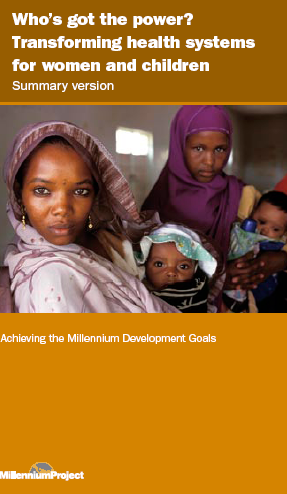 Who's got the power?
Transforming health systems
for women and children
Summary version
Achieving the Millennium Development Goals
MillenniumProject